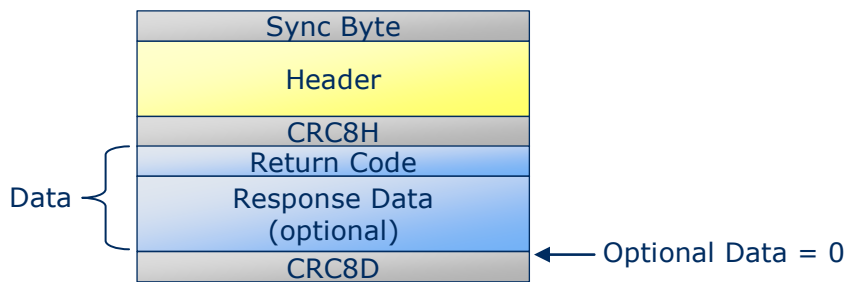 Sync Byte
Header
CRC8H
Return Code
Data
Response Data
(optional)
Optional Data = 0
CRC8D